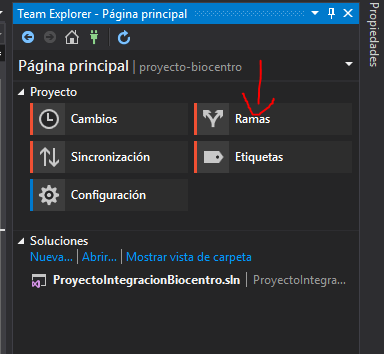 Team Explorer - Página principal
Página principal | proyecto-biocentro
Proyecto
Cambios
Ramas
Sincronización
Etiquetas
Configuración
Soluciones
Nueva... | Abrir... | Mostrar vista de carpeta
ProyectoIntegracionBiocentro.sln | ProyectoIntegra...
Propiedades